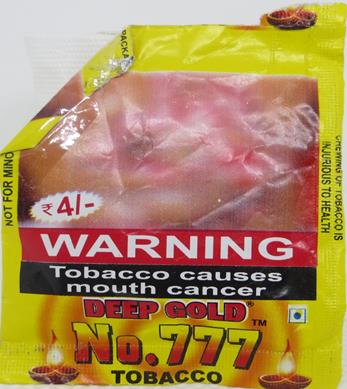 PACKA
NOT FOR MINO
CHEWING OF TOBACCO IS
INJURIOUS TO HEALTH
₹ 4/-
WARNING
Tobacco causes
mouth cancer
DEEP GOLD®
No.777™
TOBACCO